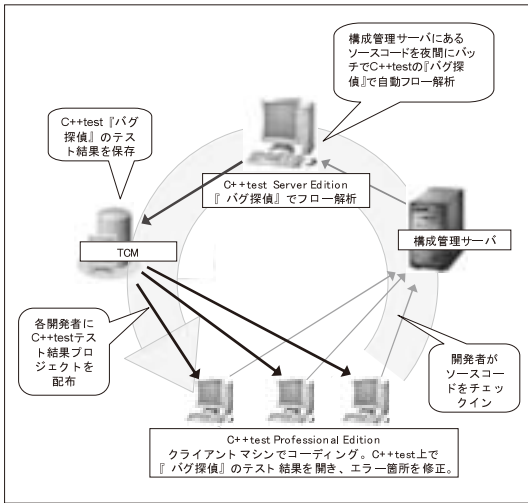 構成管理サーバにある
ソースコードを夜間にバッ
チでC++testの『バグ探
偵』で自動フロー解析
C++test『バグ
探偵』のテス
ト結果を保存
C++test Server Edition
『 バグ探偵』でフロー解析
構成管理サーバ
TCM
各開発者に
C++testテス
ト結果プロ
ジェクトを
配布
開発者が
ソースコー
ドをチェッ
クイン
C++test Professional Edition
クライアントマシンでコーディング。C++test上で
『 バグ探偵』のテスト結果を開き、エラー箇所を修正。